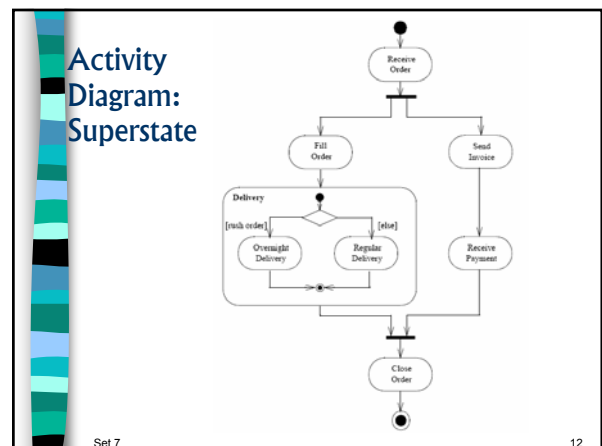 Activity
Diagram:
Superstate
Receive
Order
Fill
Order
Send
Invoice
Delivery
[rush order]
[else]
Overnight
Delivery
Regular
Delivery
Receive
Payment
Close
Order
Set 7
12